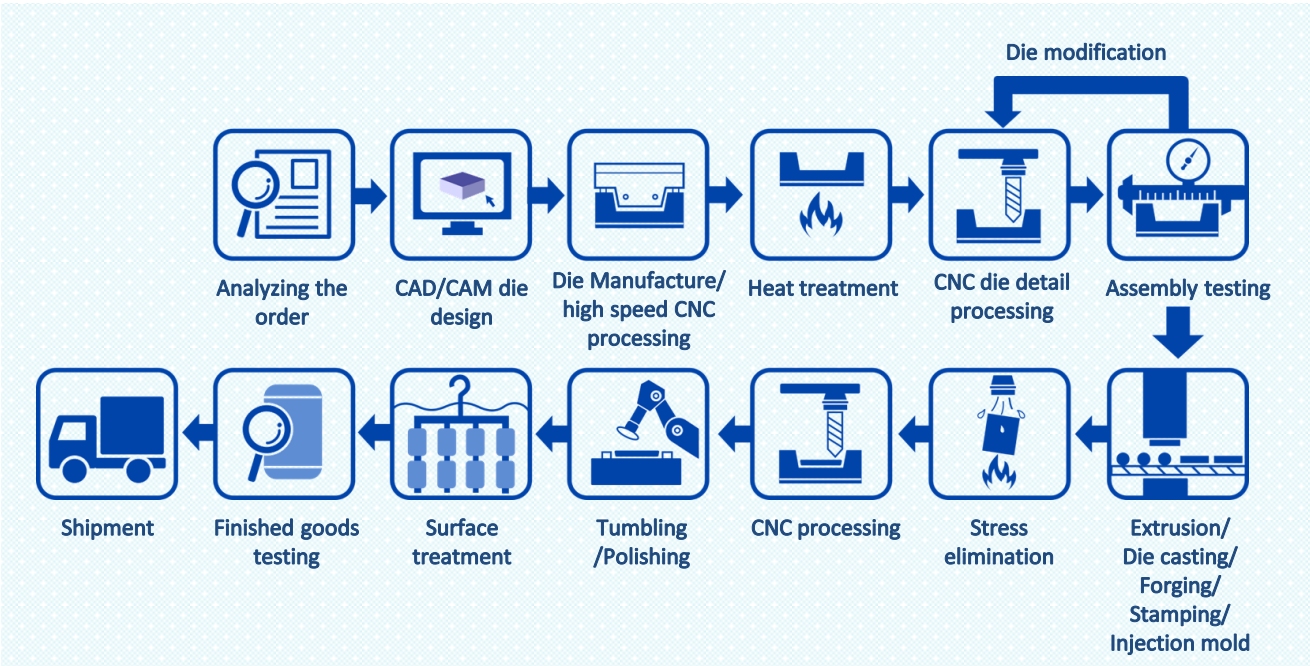 Die modification
Analyzing the
order
CAD/CAM die
design
Die Manufacture/
high speed CNC
processing
Heat treatment
CNC die detail
processing
Assembly testing
Shipment
Finished goods
testing
Surface
treatment
Tumbling
/Polishing
CNC processing
Stress
elimination
Extrusion/
Die casting/
Forging/
Stamping/
Injection mold